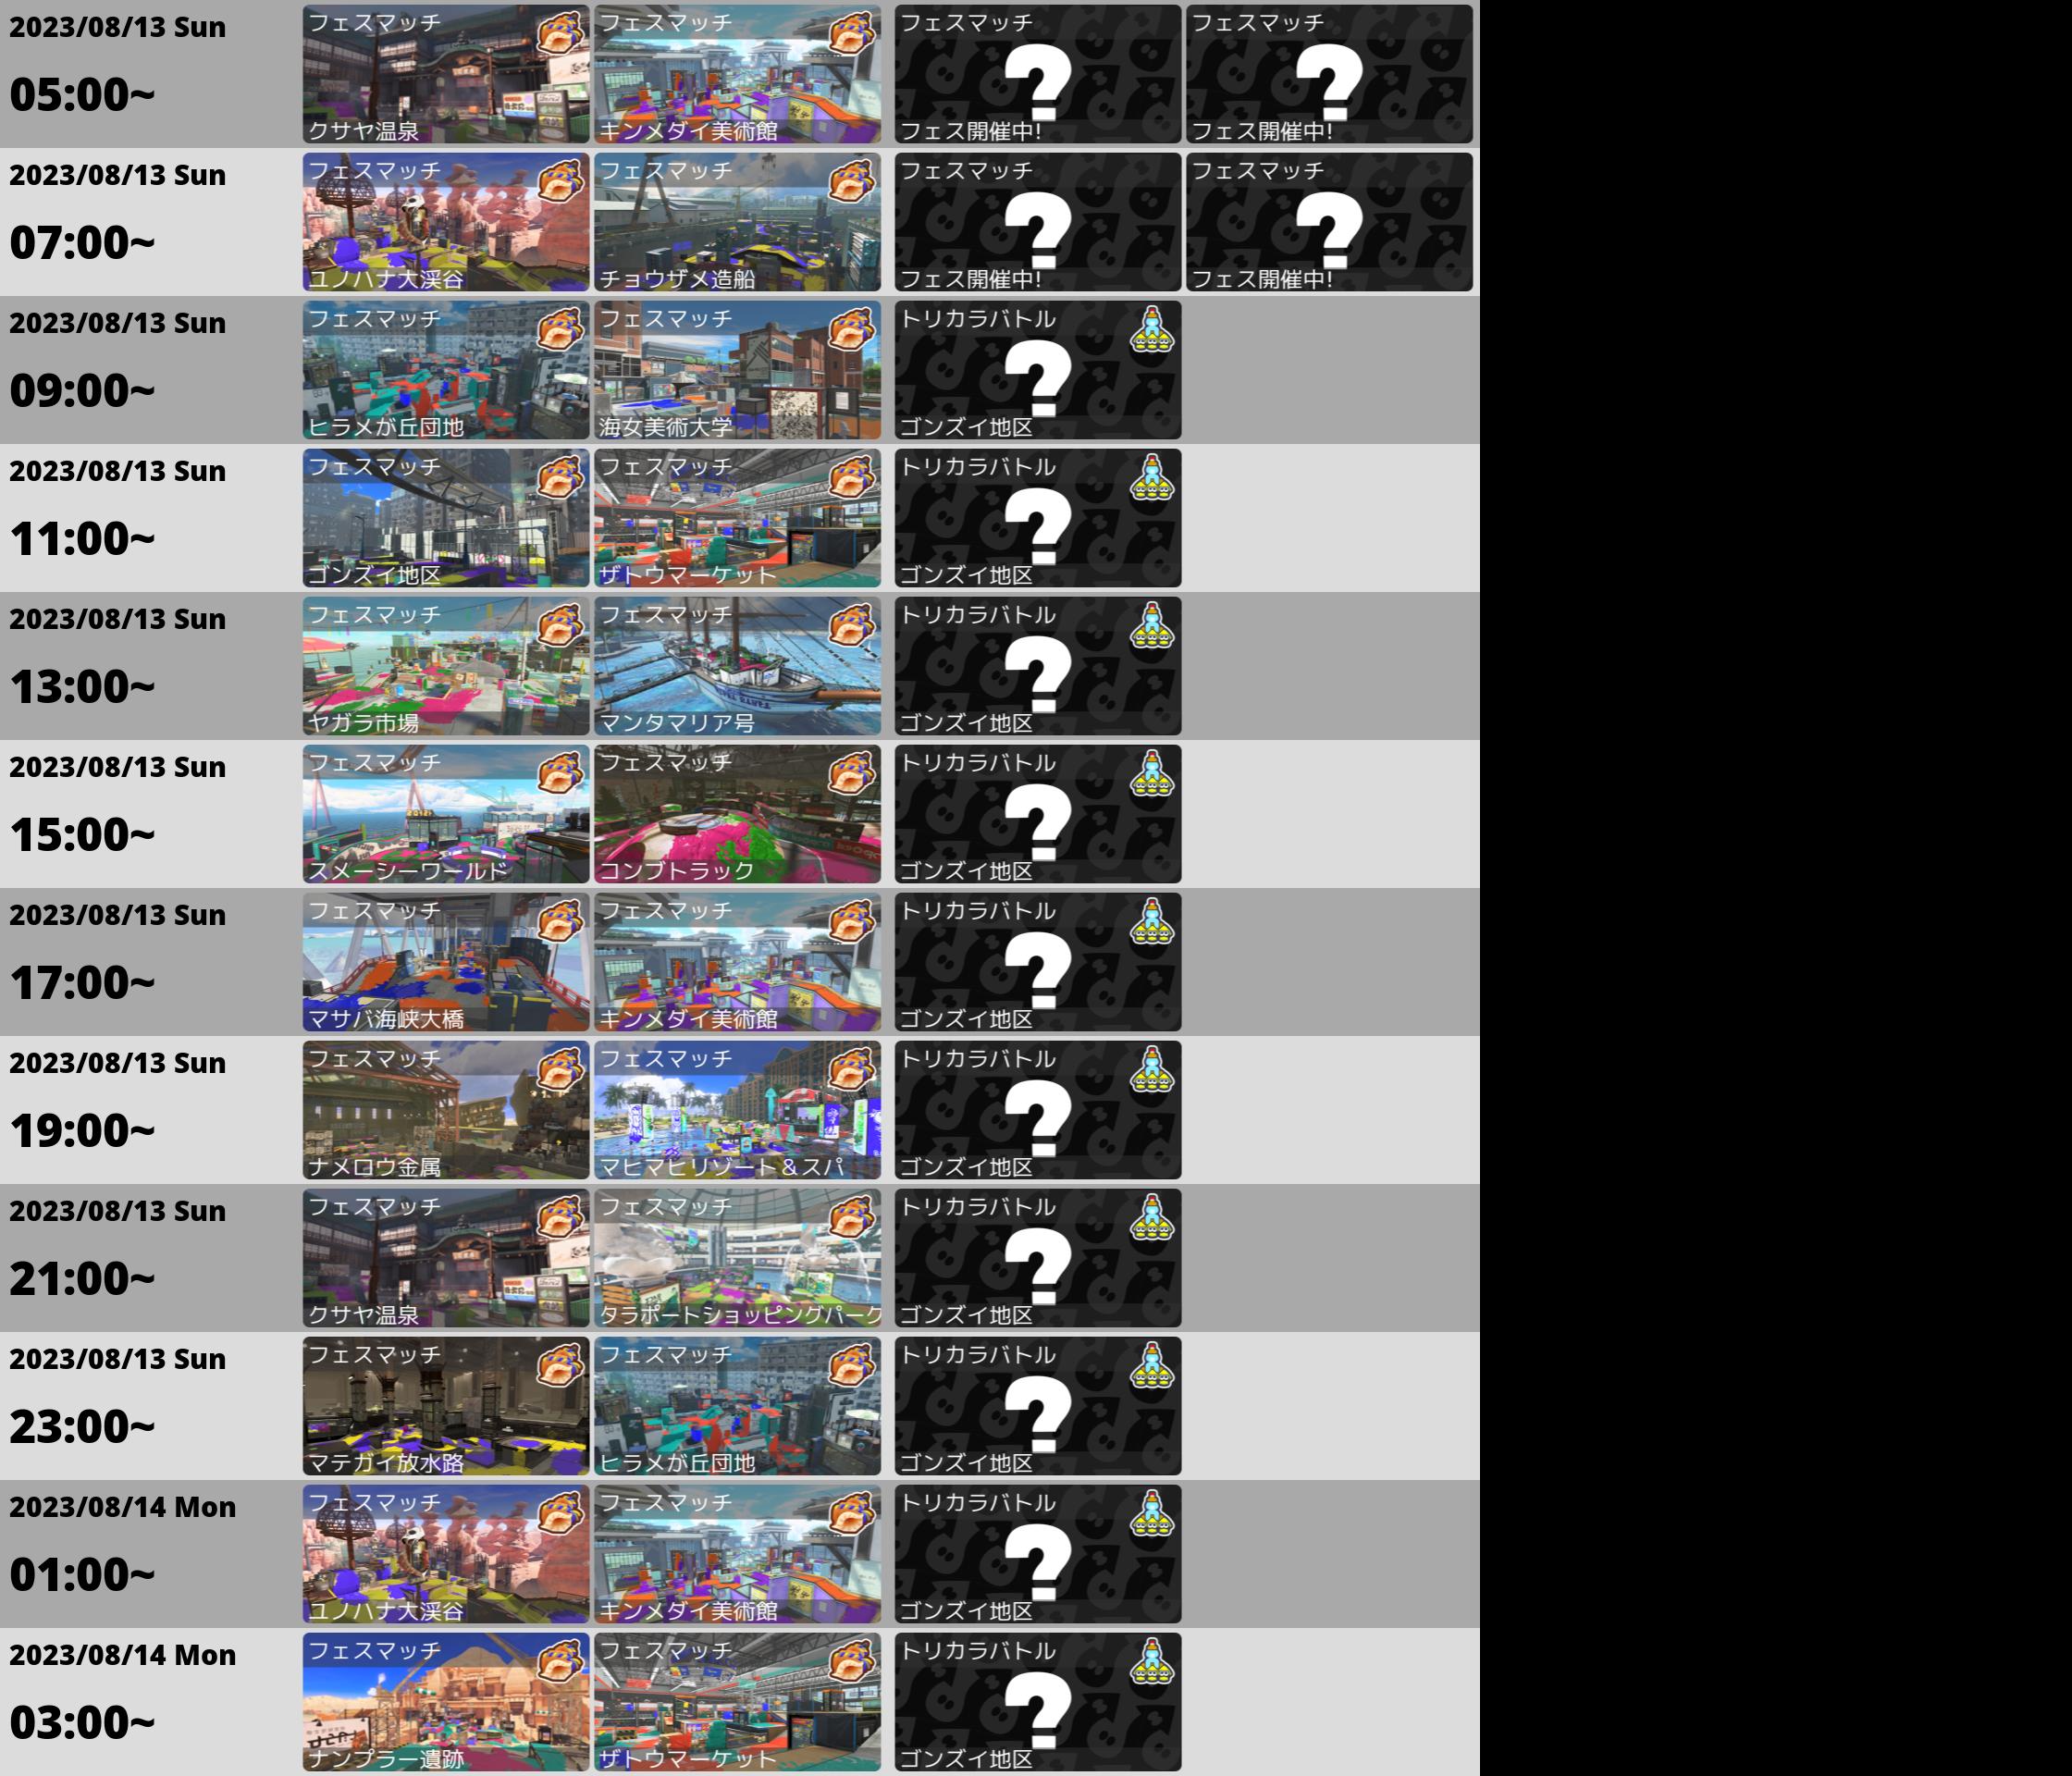 2023/08/13 Sun
05:00~
フェスマッチ
クサヤ温泉
フェスマッチ
キンメダイ美術館
フェスマッチ
フェス開催中!
フェスマッチ
フェス開催中!
2023/08/13 Sun
07:00~
フェスマッチ
ユノハナ大渓谷
フェスマッチ
チョウザメ造船
フェスマッチ
フェス開催中!
フェスマッチ
フェス開催中!
2023/08/13 Sun
09:00~
フェスマッチ
ヒラメが丘団地
フェスマッチ
海女美術大学
トリカラバトル
ゴンズイ地区
2023/08/13 Sun
11:00~
フェスマッチ
ゴンズイ地区
フェスマッチ
ザトウマーケット
トリカラバトル
ゴンズイ地区
2023/08/13 Sun
13:00~
フェスマッチ
ヤガラ市場
フェスマッチ
マンタマリア号
トリカラバトル
ゴンズイ地区
2023/08/13 Sun
15:00~
フェスマッチ
スメーシーワールド
フェスマッチ
コンブトラック
トリカラバトル
ゴンズイ地区
2023/08/13 Sun
17:00~
フェスマッチ
マサバ海峡大橋
フェスマッチ
キンメダイ美術館
トリカラバトル
ゴンズイ地区
2023/08/13 Sun
19:00~
フェスマッチ
ナメロウ金属
フェスマッチ
マヒマヒリゾート&スパ
トリカラバトル
ゴンズイ地区
2023/08/13 Sun
21:00~
フェスマッチ
クサヤ温泉
フェスマッチ
タラポートショッピングパーク
トリカラバトル
ゴンズイ地区
2023/08/13 Sun
23:00~
フェスマッチ
マテガイ放水路
フェスマッチ
ヒラメが丘団地
トリカラバトル
ゴンズイ地区
2023/08/14 Mon
01:00~
フェスマッチ
ユノハナ大渓谷
フェスマッチ
キンメダイ美術館
トリカラバトル
ゴンズイ地区
2023/08/14 Mon
03:00~
フェスマッチ
ナンプラー遺跡
フェスマッチ
ザトウマーケット
トリカラバトル
ゴンズイ地区